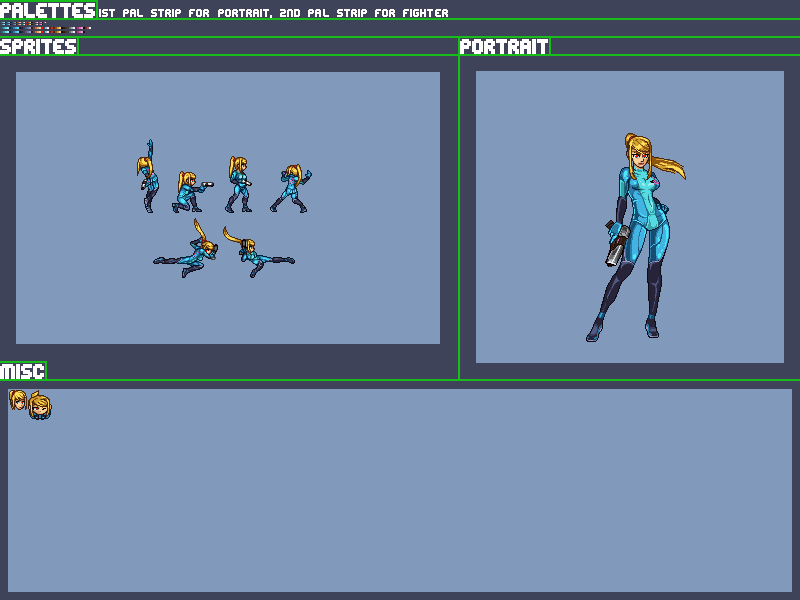 PALETTES 1ST PAL STRIP FOR PORTRAIT, 2ND PAL STRIP FOR FIGHTER
SPRITES
PORTRAIT
MISC